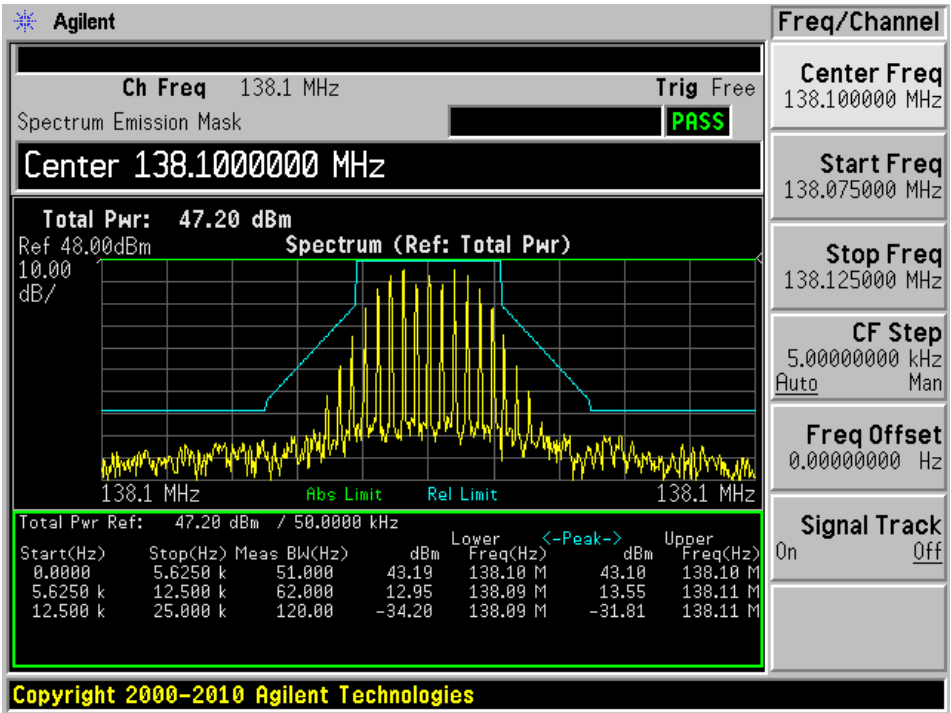 Agilent
Freq/Channel
Ch Freq 138.1 MHz Trig Free
Spectrum Emission Mask PASS
Center 138.1000000 MHz
Total Pwr: 47.20 dBm
Ref 48.00dBm Spectrum (Ref: Total Pwr)
10.00
dB/
138.1 MHz Abs Limit Rel Limit 138.1 MHz
Total Pwr Ref: 47.20 dBm / 50.0000 kHz
Lower <-Peak-> Upper
Start(Hz) Stop(Hz) Meas BW(Hz) dBm Freq(Hz) dBm Freq(Hz)
0.0000 5.6250 k 51.000 43.19 138.10 M 43.10 138.10 M
5.6250 k 12.500 k 62.000 12.95 138.09 M 13.55 138.11 M
12.500 k 25.000 k 120.00 -34.20 138.09 M -31.81 138.11 M
Center Freq
138.100000 MHz
Start Freq
138.075000 MHz
Stop Freq
138.125000 MHz
CF Step
5.00000000 kHz
Auto Man
Freq Offset
0.00000000 Hz
Signal Track
On Off
Copyright 2000-2010 Agilent Technologies